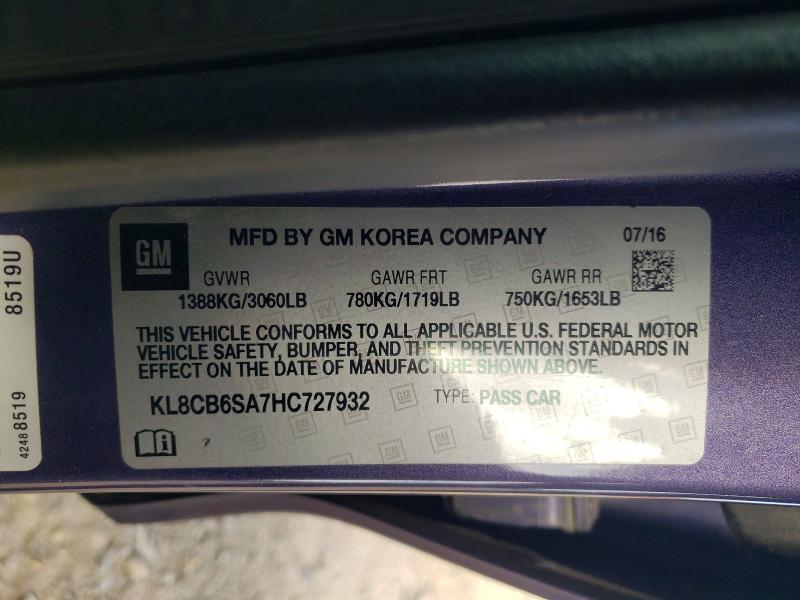 GM
MFD BY GM KOREA COMPANY
07/16
GVWR
GAWR FRT
GAWR RR
1388KG/3060LB
780KG/1719LB
750KG/1653LB
THIS VEHICLE CONFORMS TO ALL APPLICABLE U.S. FEDERAL MOTOR
VEHICLE SAFETY, BUMPER, AND THEFT PREVENTION STANDARDS IN
EFFECT ON THE DATE OF MANUFACTURE SHOWN ABOVE.
KL8CB6SA7HC727932
TYPE: PASS CAR
8519U
42488519